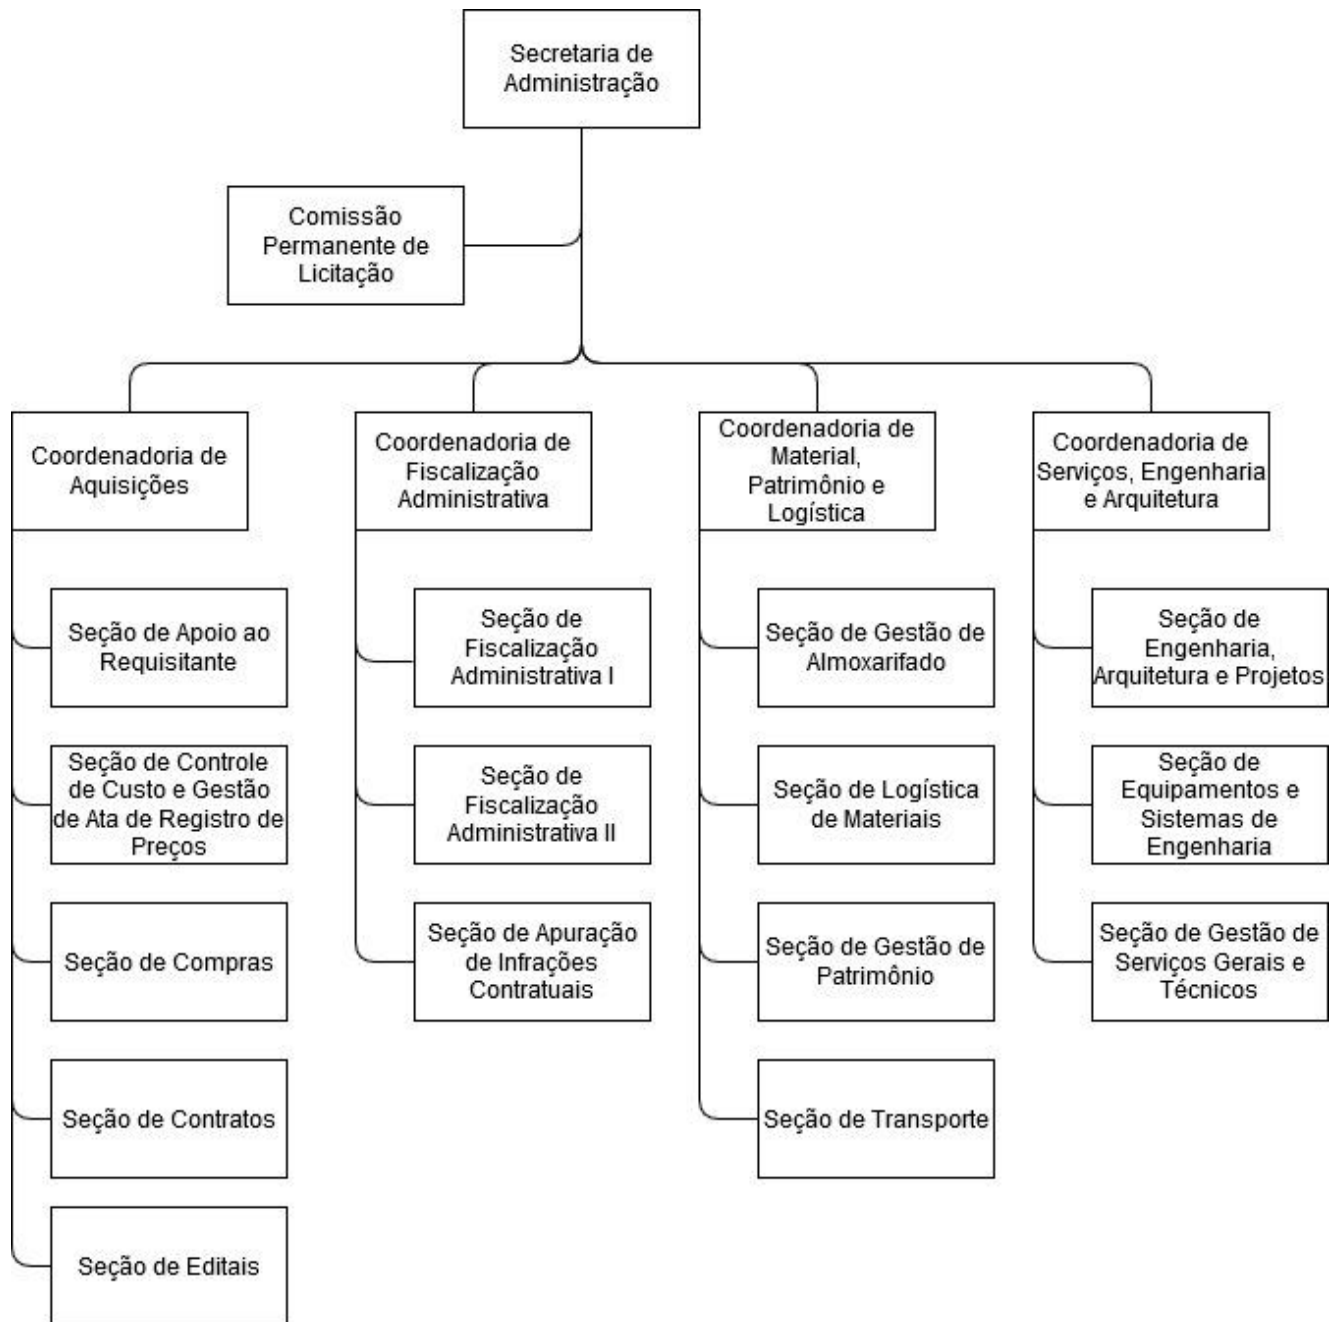 Secretaria de
Administração
Comissão
Permanente de
Licitação
Coordenadoria de
Aquisições
Coordenadoria de
Fiscalização
Administrativa
Coordenadoria de
Material,
Patrimônio e
Logística
Coordenadoria de
Serviços, Engenharia
e Arquitetura
Seção de Apoio ao
Requisitante
Seção de
Fiscalização
Administrativa I
Seção de Gestão de
Almoxarifado
Seção de
Engenharia,
Arquitetura e Projetos
Seção de Controle
de Custo e Gestão
de Ata de Registro de
Preços
Seção de
Fiscalização
Administrativa II
Seção de Logística
de Materiais
Seção de
Equipamentos e
Sistemas de
Engenharia
Seção de Compras
Seção de Apuração
de Infrações
Contratuais
Seção de Gestão de
Patrimônio
Seção de Gestão de
Serviços Gerais e
Técnicos
Seção de Contratos
Seção de Transporte
Seção de Editais